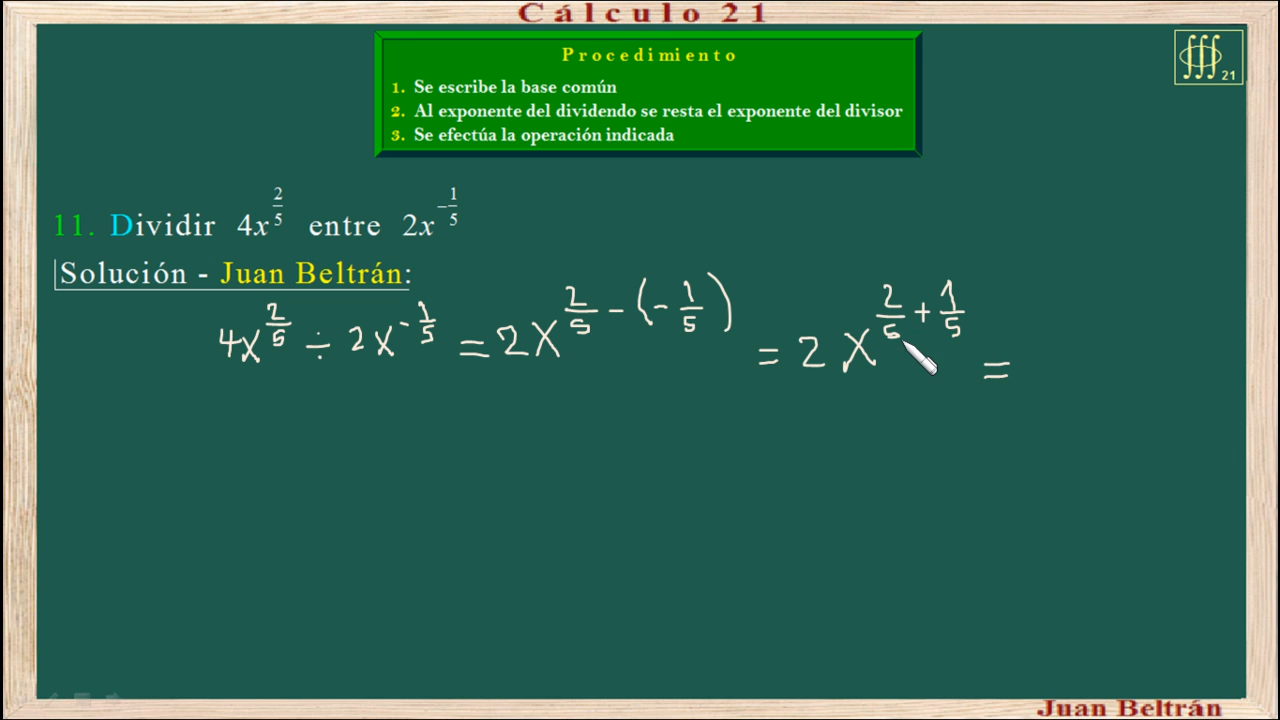 Cálculo 21
Procedimiento
1. Se escribe la base común
2. Al exponente del dividendo se resta el exponente del divisor
3. Se efectúa la operación indicada
∫∫∫ 21
11. Dividir 4x^{2/5} entre 2x^{-1/5}
Solución - Juan Beltrán:
4x^{2/5} ÷ 2x^{-1/5} = 2x^{2/5 - (-1/5)} = 2x^{2/5 + 1/5} =
Juan Beltrán